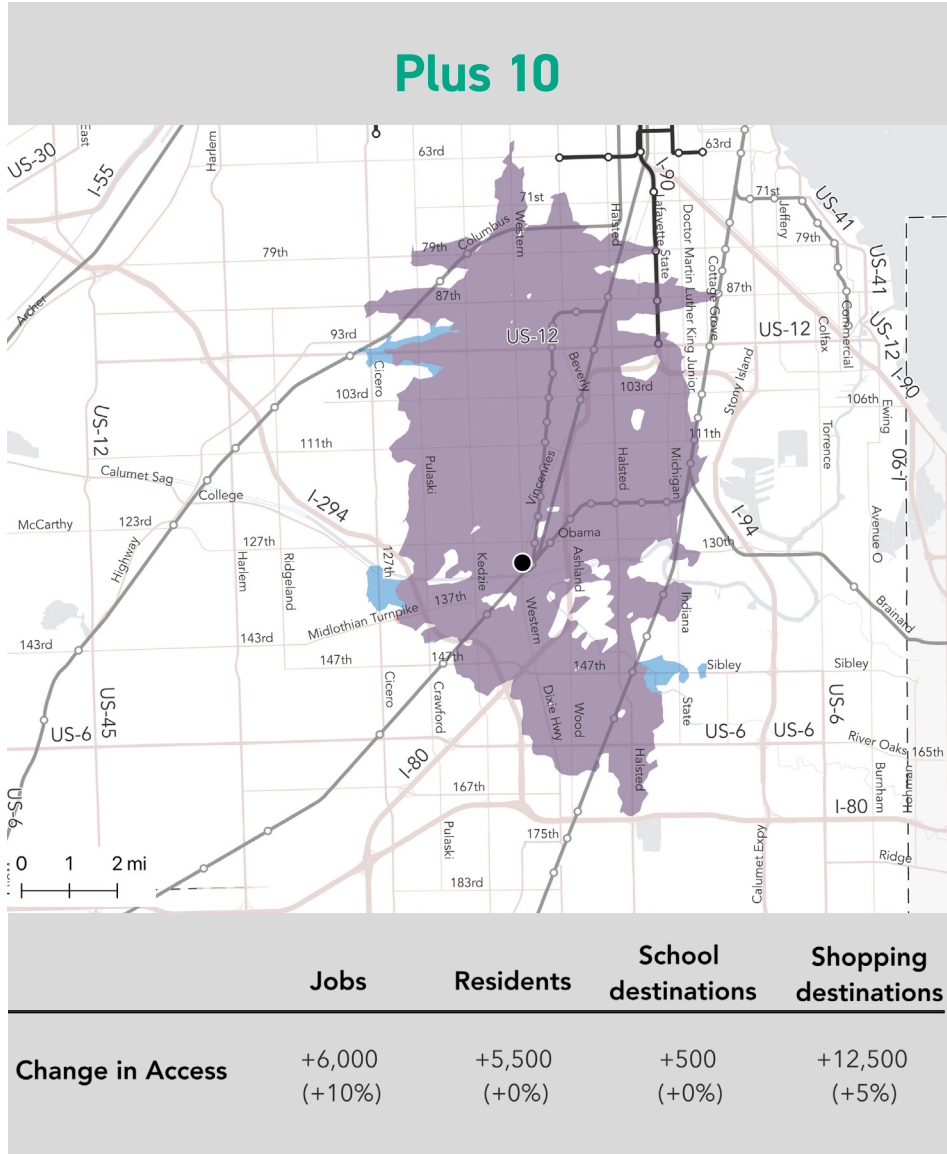 Plus 10
East
Harlem
63rd
63rd
US-30
I-55
I-90
71st
71st
US-41
Western
Halsted
Lafayette
State
Doctor Martin Luther King Junior
Jeffery
Columbus
79th
79th
79th
Cottage Grove
US-41
87th
87th
Archer
Commercial
93rd
US-12
US-12
Colfax
US-12
Cicero
Beverly
Stony Island
I-90
103rd
103rd
106th
Ewing
US-12
111th
111th
Torrence
Pulaski
Vincennes
Halsted
Michigan
I-90
Calumet Sag
College
I-294
McCarthy
123rd
Obama
I-94
Avenue O
Highway
127th
127th
130th
Harlem
Ridgeland
Kedzie
Ashland
137th
Western
Indiana
Brainard
Midlothian Turnpike
143rd
143rd
147th
147th
147th
Sibley
Sibley
Cicero
Crawford
Dixie Hwy
Wood
State
US-45
US-6
US-6
US-6
US-6
River Oaks
165th
I-80
Halsted
Burnham
Hohman
167th
US-6
I-80
175th
Pulaski
Calumet Expy
Ridge
0 1 2 mi
183rd
Jobs Residents School destinations Shopping destinations
Change in Access +6,000 +5,500 +500 +12,500
(+10%) (+0%) (+0%) (+5%)